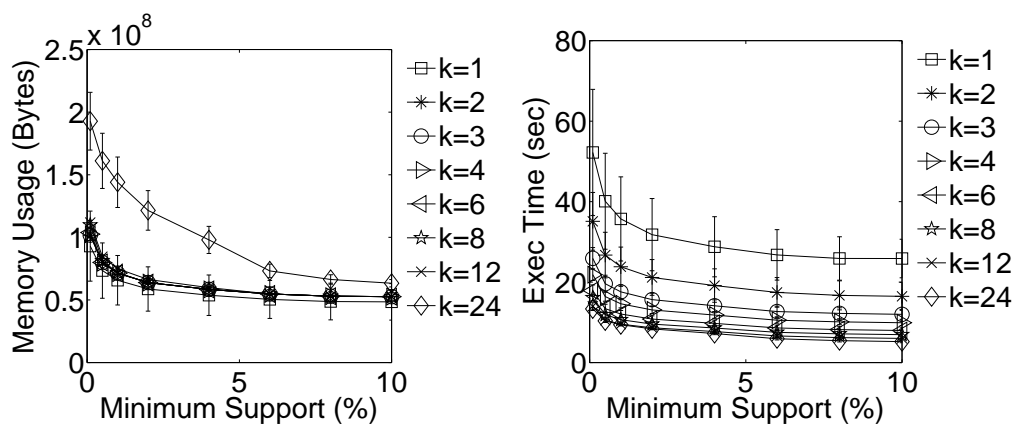 x 10^8
2.5
2
1.5
1
0.5
0
0
5
10
Memory Usage (Bytes)
Minimum Support (%)
k=1
k=2
k=3
k=4
k=6
k=8
k=12
k=24
80
60
40
20
0
0
5
10
Exec Time (sec)
Minimum Support (%)
k=1
k=2
k=3
k=4
k=6
k=8
k=12
k=24